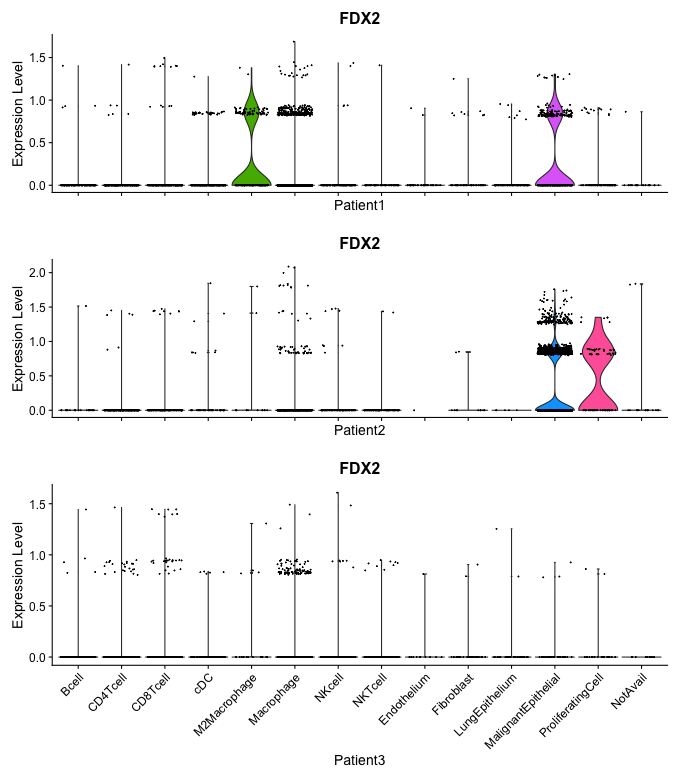 FDX2
Expression Level
1.5
1.0
0.5
0.0
Patient1
FDX2
Expression Level
2.0
1.5
1.0
0.5
0.0
Patient2
FDX2
Expression Level
1.5
1.0
0.5
0.0
Bcell
CD4Tcell
CD8Tcell
cDC
M2Macrophage
Macrophage
NKcell
NKTcell
Endothelium
Fibroblast
LungEpithelium
MalignantEpithelial
ProliferatingCell
NotAvail
Patient3